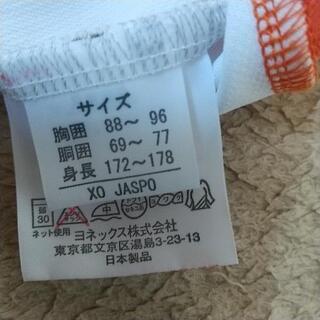 サイズ
胸囲 88～ 96
胴囲 69～ 77
身長 172～178
XO JASPO
30 中
ネット使用 ヨネックス株式会社
東京都文京区湯島3-23-13
日本製品